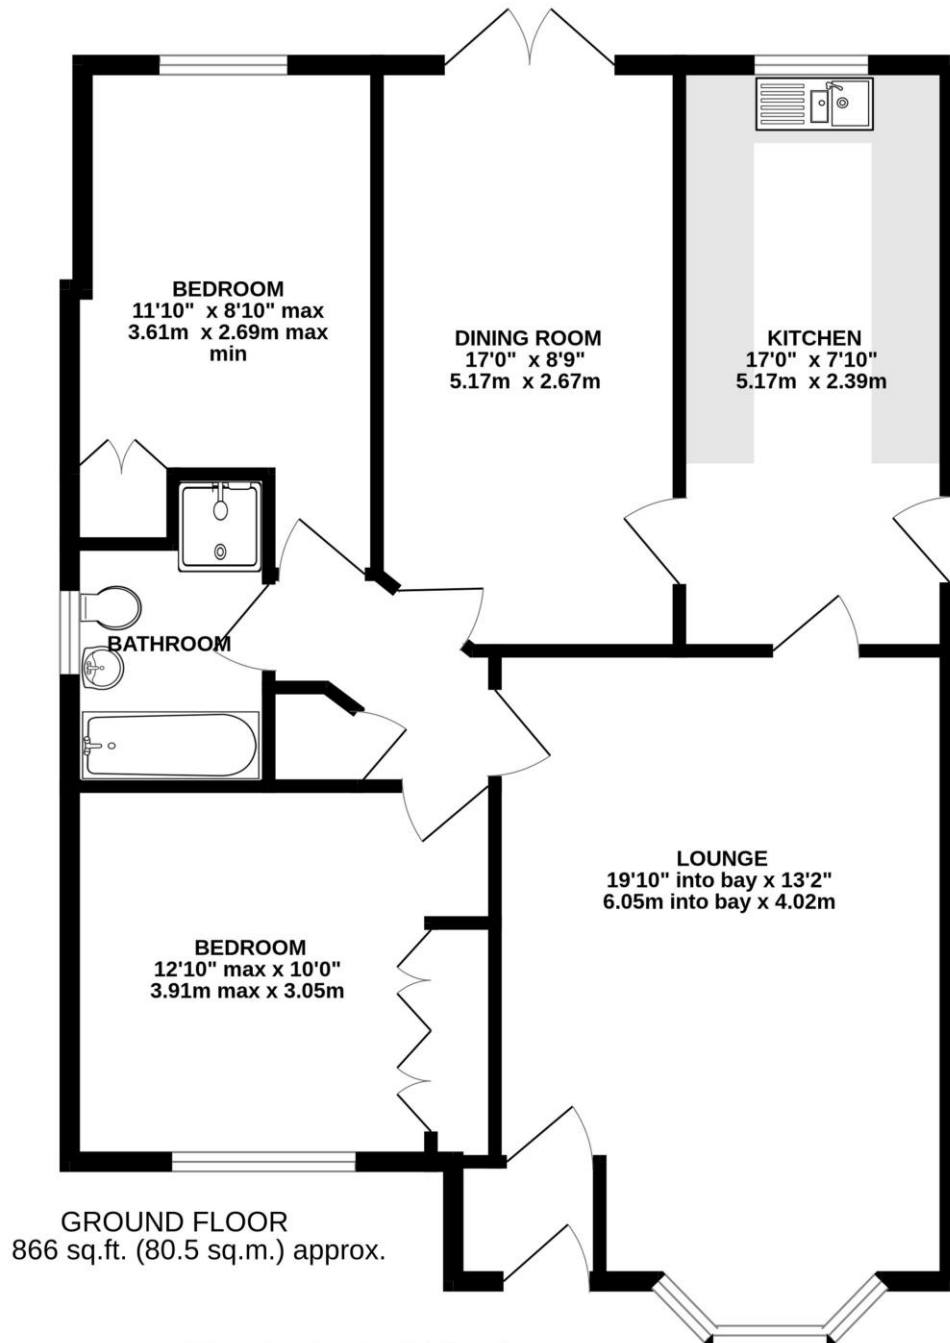 BEDROOM
11'10" x 8'10" max
3.61m x 2.69m max
min
DINING ROOM
17'0" x 8'9"
5.17m x 2.67m
KITCHEN
17'0" x 7'10"
5.17m x 2.39m
BATHROOM
LOUNGE
19'10" into bay x 13'2"
6.05m into bay x 4.02m
BEDROOM
12'10" max x 10'0"
3.91m max x 3.05m
GROUND FLOOR
866 sq.ft. (80.5 sq.m.) approx.